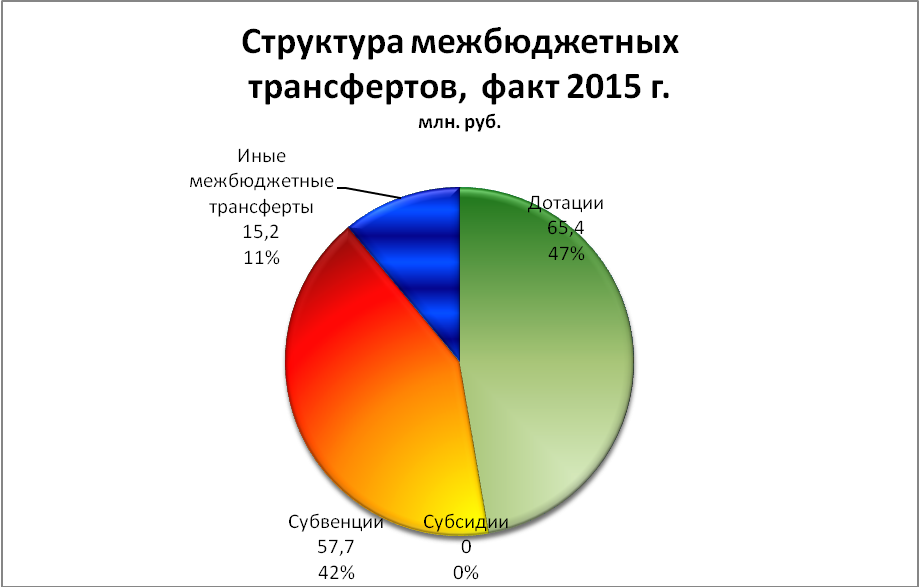 Структура межбюджетных
трансфертов,  факт 2015 г.
млн. руб.
Иные
межбюджетные
трансферты
15,2
11%
Дотации
65,4
47%
Субвенции
57,7
42%
Субсидии
0
0%